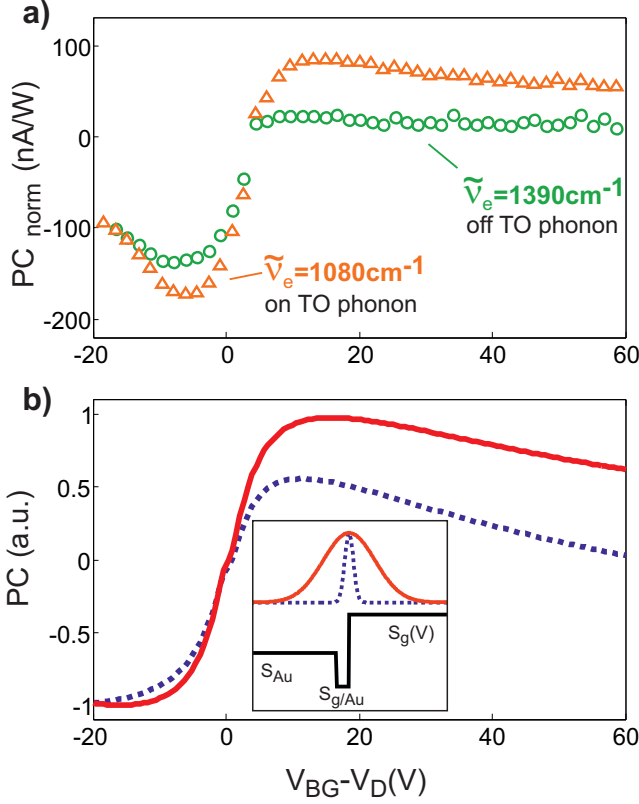 a)
100
0
-100
-200
PC norm (nA/W)
ν̃e=1390cm-1
off TO phonon
ν̃e=1080cm-1
on TO phonon
-20
0
20
40
60
b)
1
0.5
0
-0.5
-1
PC (a.u.)
Sg(V)
SAu
Sg/Au
-20
0
20
40
60
VBG-VD(V)